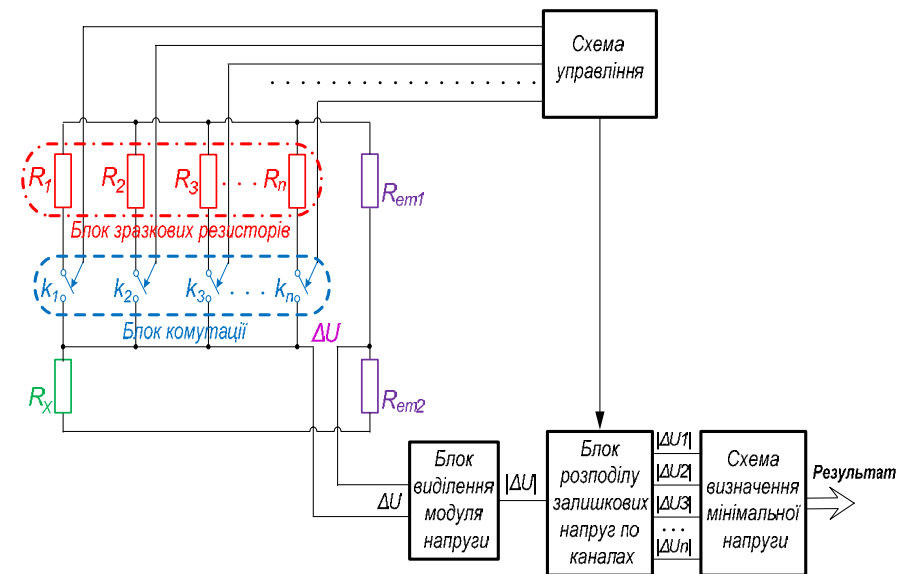 Схема
управління
R1 R2 R3 . . . Rn
Rem1
Блок зразкових резисторів
k1 k2 k3 . . . kn
Блок комутації
ΔU
RX
Rem2
Блок
виділення
модуля
напруги
ΔU
|ΔU|
Блок
розподілу
залишкових
напруг по
каналах
|ΔU1|
|ΔU2|
|ΔU3|
...
|ΔUn|
Схема
визначення
мінімальної
напруги
Результат